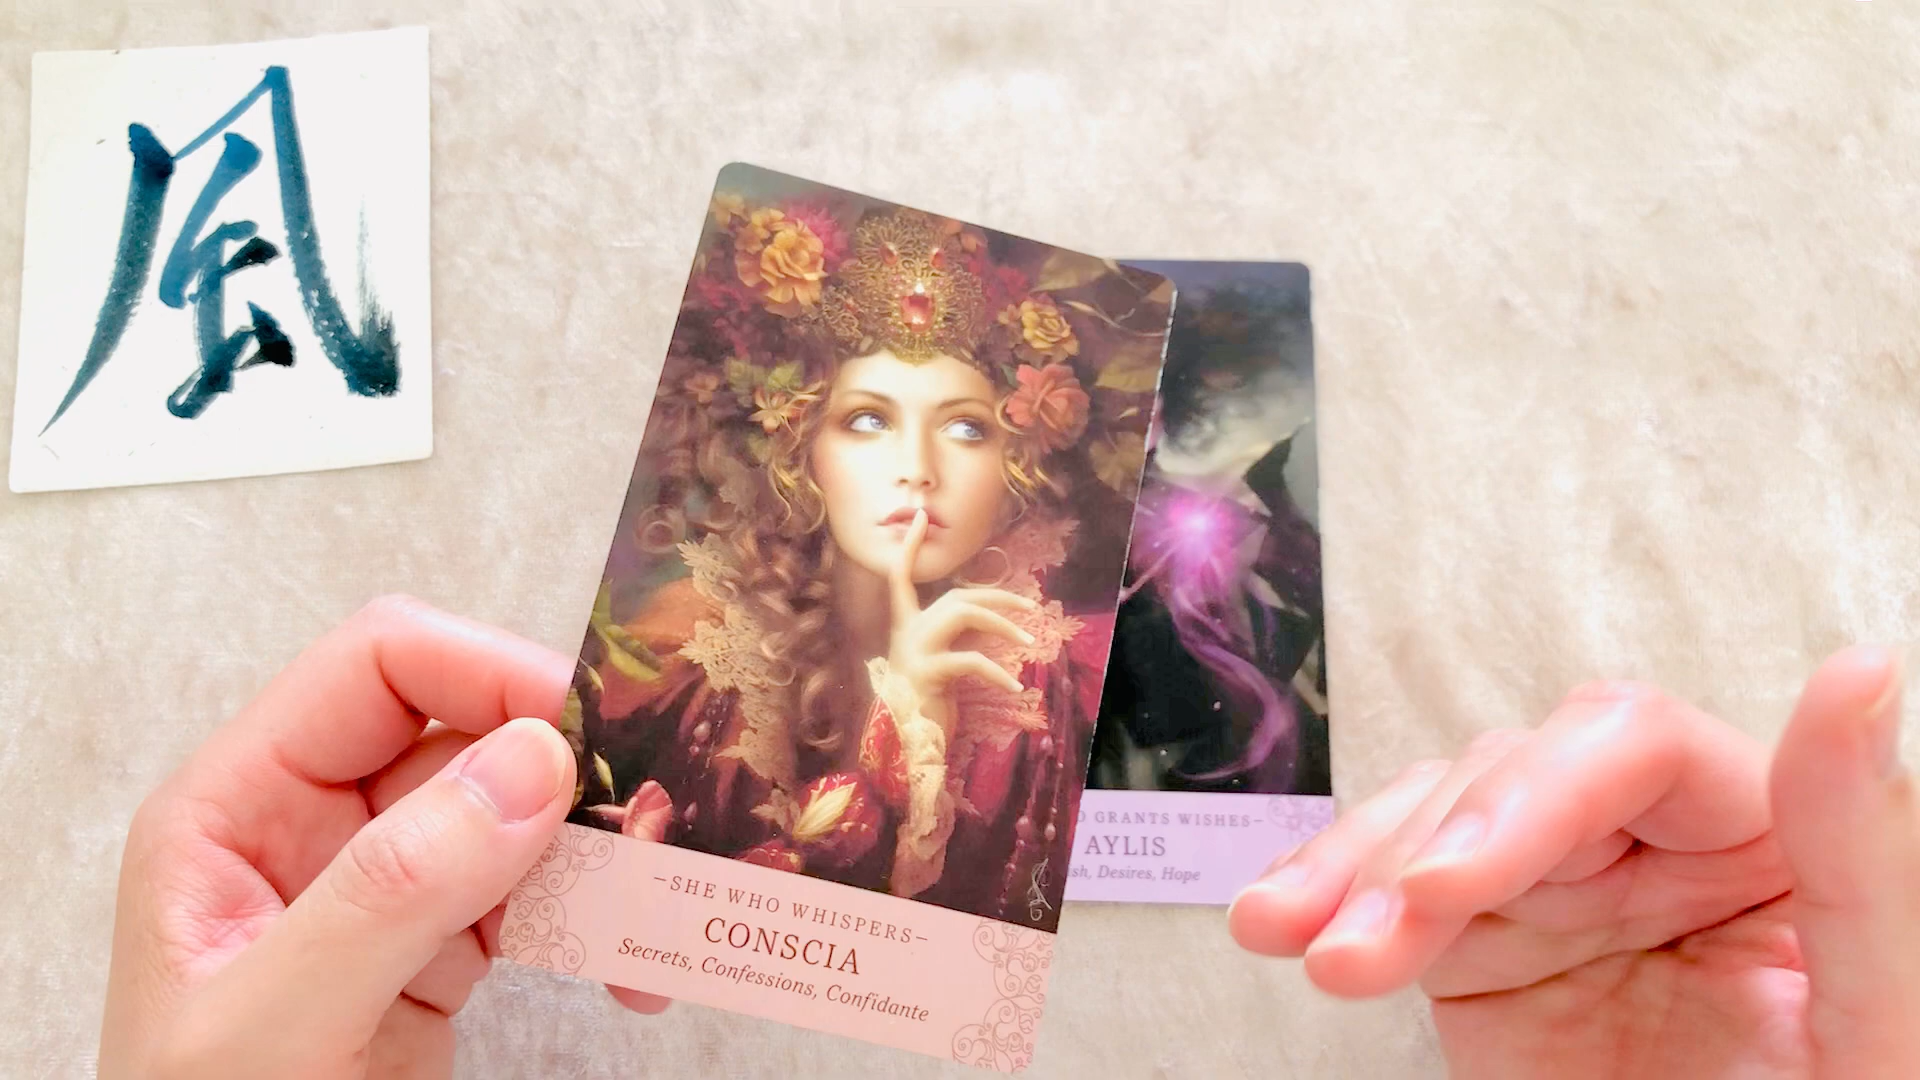 風
—SHE WHO WHISPERS—
CONSCIA
Secrets, Confessions, Confidante
GRANTS WISHES—
AYLIS
Desires, Hope